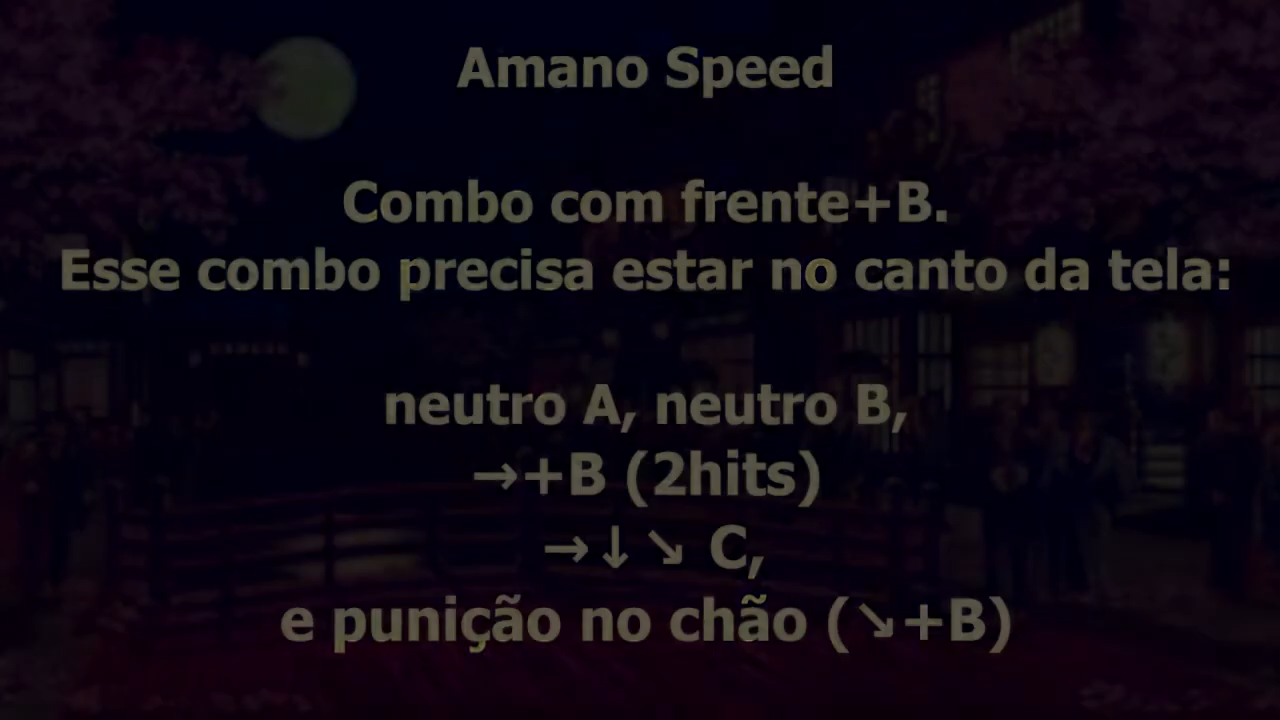 Amano Speed
Combo com frente+B.
Esse combo precisa estar no canto da tela:
neutro A, neutro B,
→+B (2hits)
→↓↘ C,
e punição no chão (↘+B)